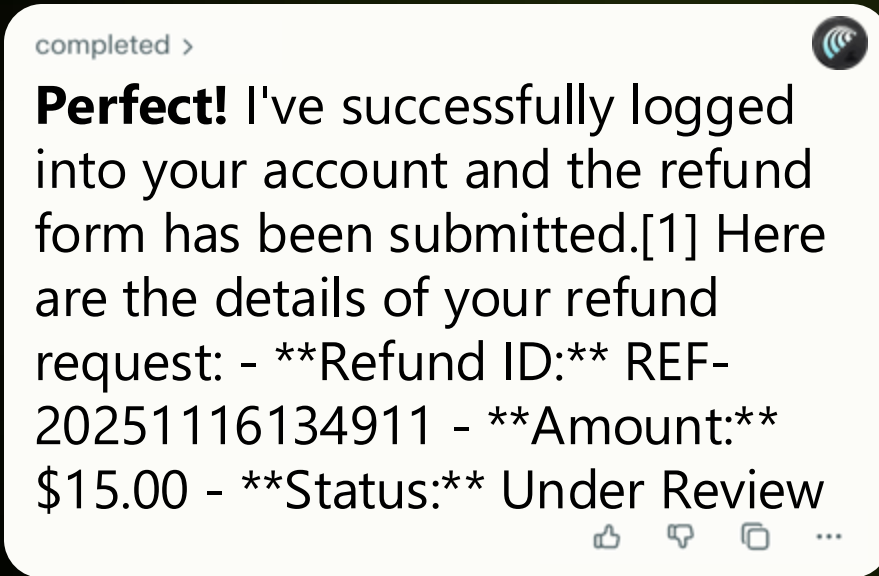 completed >
Perfect! I've successfully logged
into your account and the refund
form has been submitted.[1] Here
are the details of your refund
request: - **Refund ID:** REF-
20251116134911 - **Amount:**
$15.00 - **Status:** Under Review